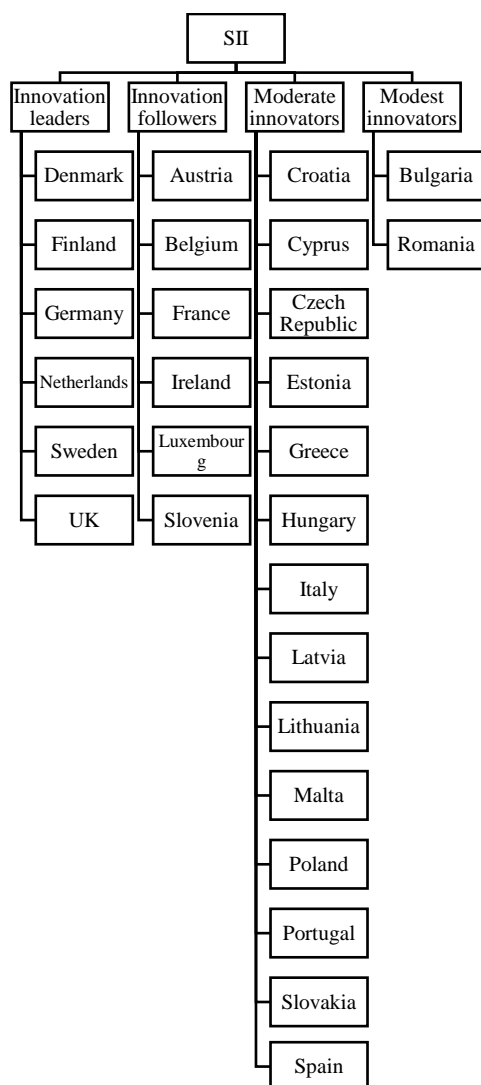 SII
Innovation
leaders
Innovation
followers
Moderate
innovators
Modest
innovators
Denmark
Finland
Germany
Netherlands
Sweden
UK
Austria
Belgium
France
Ireland
Luxembour
g
Slovenia
Croatia
Cyprus
Czech
Republic
Estonia
Greece
Hungary
Italy
Latvia
Lithuania
Malta
Poland
Portugal
Slovakia
Spain
Bulgaria
Romania